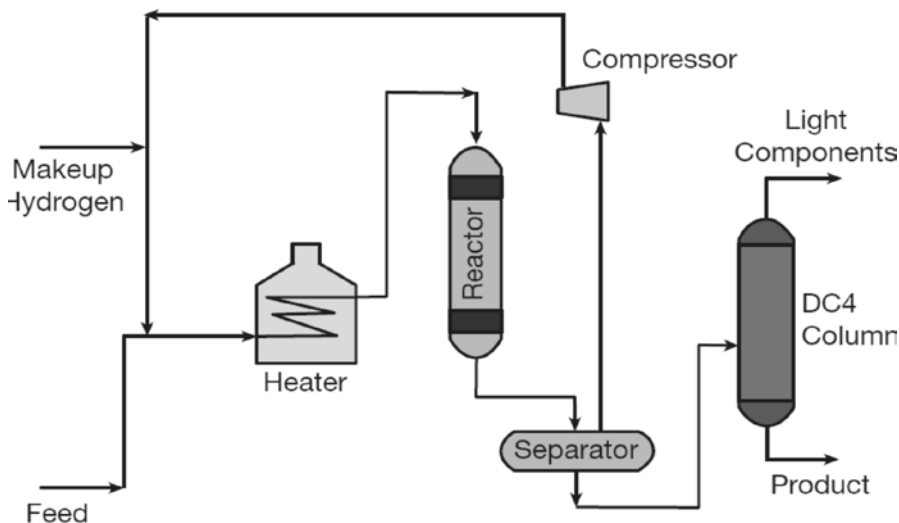 Compressor
Light
Components
Makeup
Hydrogen
Reactor
DC4
Column
Heater
Separator
Product
Feed